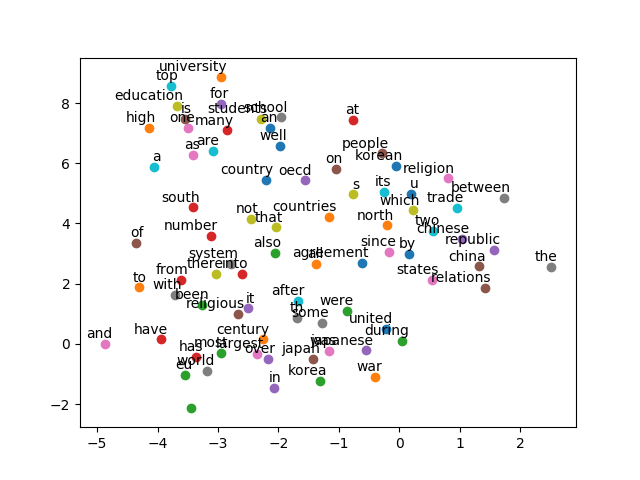 university
top
education
for
is
students
school
high
one
many
an
at
well
as
are
people
korean
a
on
religion
country
oecd
s
its
u
between
which
trade
south
not
that
countries
north
two
chinese
number
of
also
agreement
all
since
by
republic
system
there
into
china
the
from
states
relations
to
with
been
religious
it
after
th
some
were
united
during
and
have
century
was
japanese
has
most
largest
over
japan
world
ed
in
korea
war
8
6
4
2
0
−2
−5
−4
−3
−2
−1
0
1
2